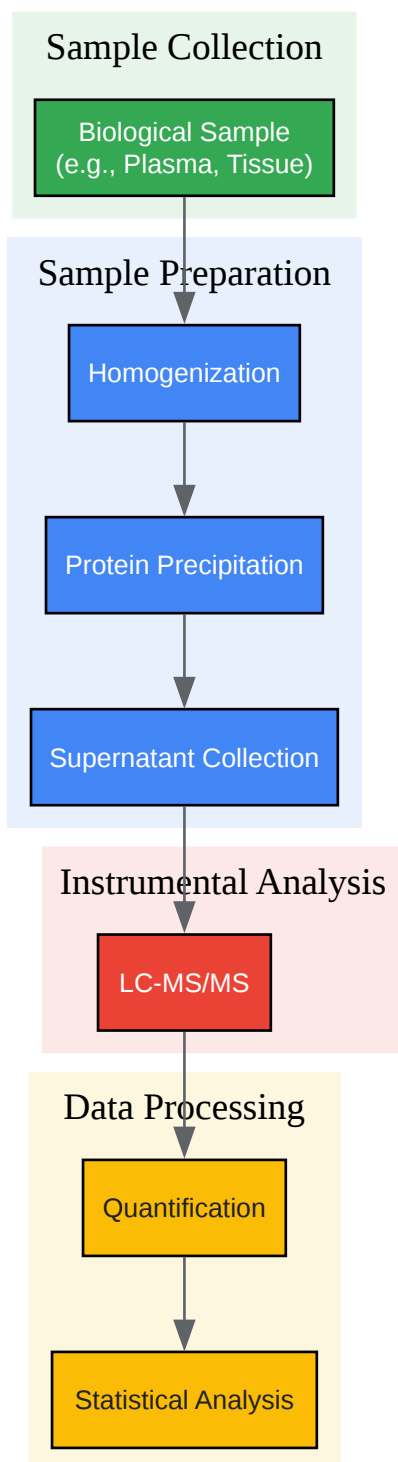 Sample Collection
Biological Sample
(e.g., Plasma, Tissue)
Sample Preparation
Homogenization
Protein Precipitation
Supernatant Collection
Instrumental Analysis
LC-MS/MS
Data Processing
Quantification
Statistical Analysis